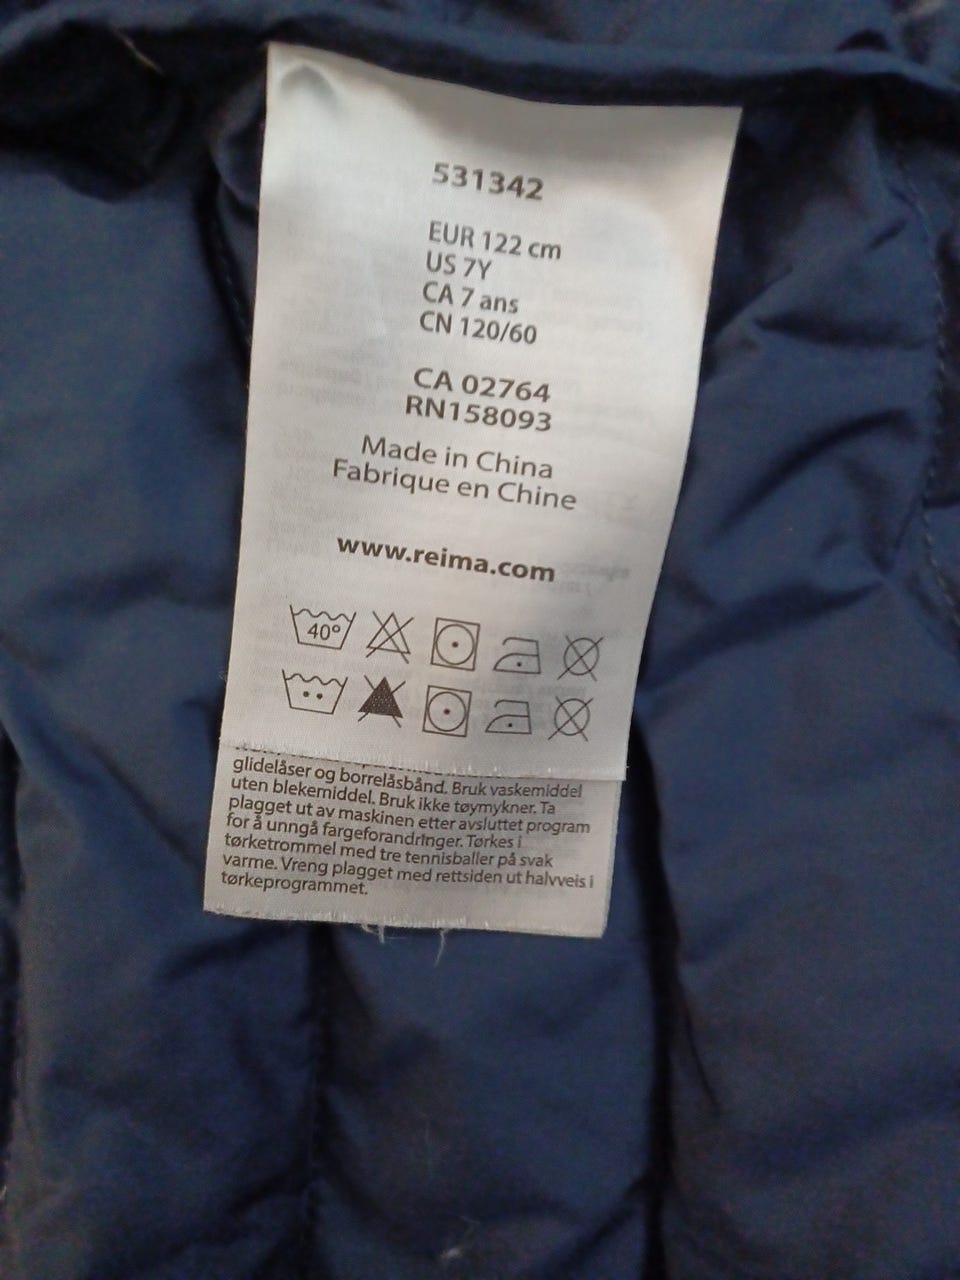 531342
EUR 122 cm
US 7Y
CA 7 ans
CN 120/60
CA 02764
RN158093
Made in China
Fabrique en Chine
www.reima.com
40°
glidelåser og borrelåsbånd. Bruk vaskemiddel
uten blekemiddel. Bruk ikke tøymykner. Ta
plagget ut av maskinen etter avsluttet program
for å unngå fargeforandringer. Tørkes i
tørketrommel med tre tennisballer på svak
varme. Vreng plagget med rettsiden ut halvveis i
tørkeprogrammet.